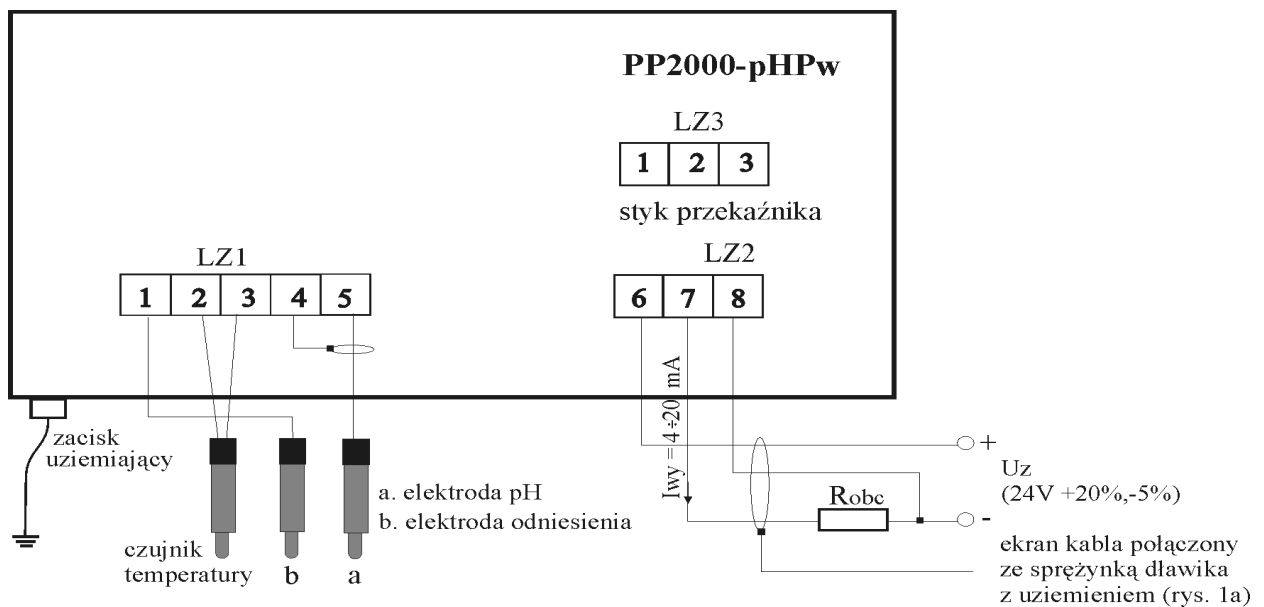 PP2000-pHPw
LZ3
1 2 3
styk przekaźnika
LZ1
1 2 3 4 5
LZ2
6 7 8
Iwy = 4÷20 mA
zacisk
uziemiający
a. elektroda pH
b. elektroda odniesienia
czujnik
temperatury
b
a
Robc
+
Uz
(24V +20%,-5%)
-
ekran kabla połączony
ze sprężynką dławika
z uziemieniem (rys. 1a)